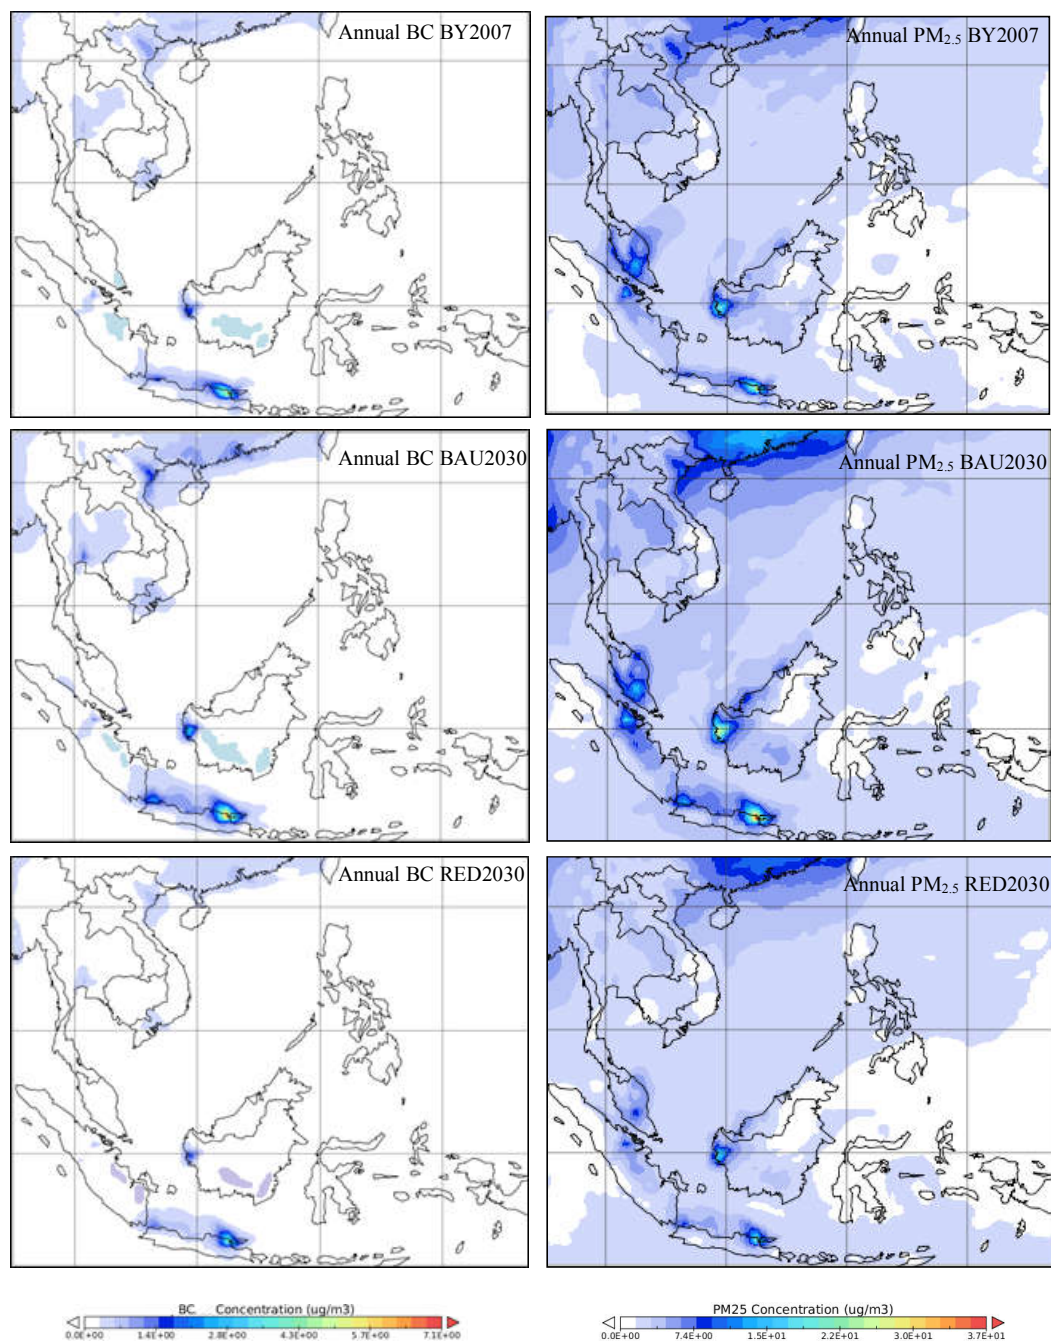 Annual BC BY2007
Annual PM2.5 BY2007
Annual BC BAU2030
Annual PM2.5 BAU2030
Annual BC RED2030
Annual PM2.5 RED2030
BC Concentration (ug/m3)
0.0E+00 1.4E+00 2.8E+00 4.3E+00 5.7E+00 7.1E+00
PM25 Concentration (ug/m3)
0.0E+00 7.4E+00 1.5E+01 2.2E+01 3.0E+01 3.7E+01